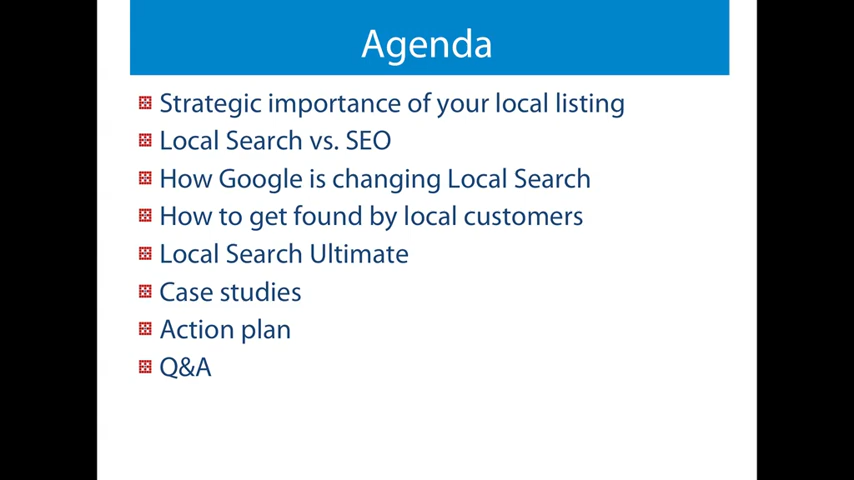 Agenda
Strategic importance of your local listing
Local Search vs. SEO
How Google is changing Local Search
How to get found by local customers
Local Search Ultimate
Case studies
Action plan
Q&A